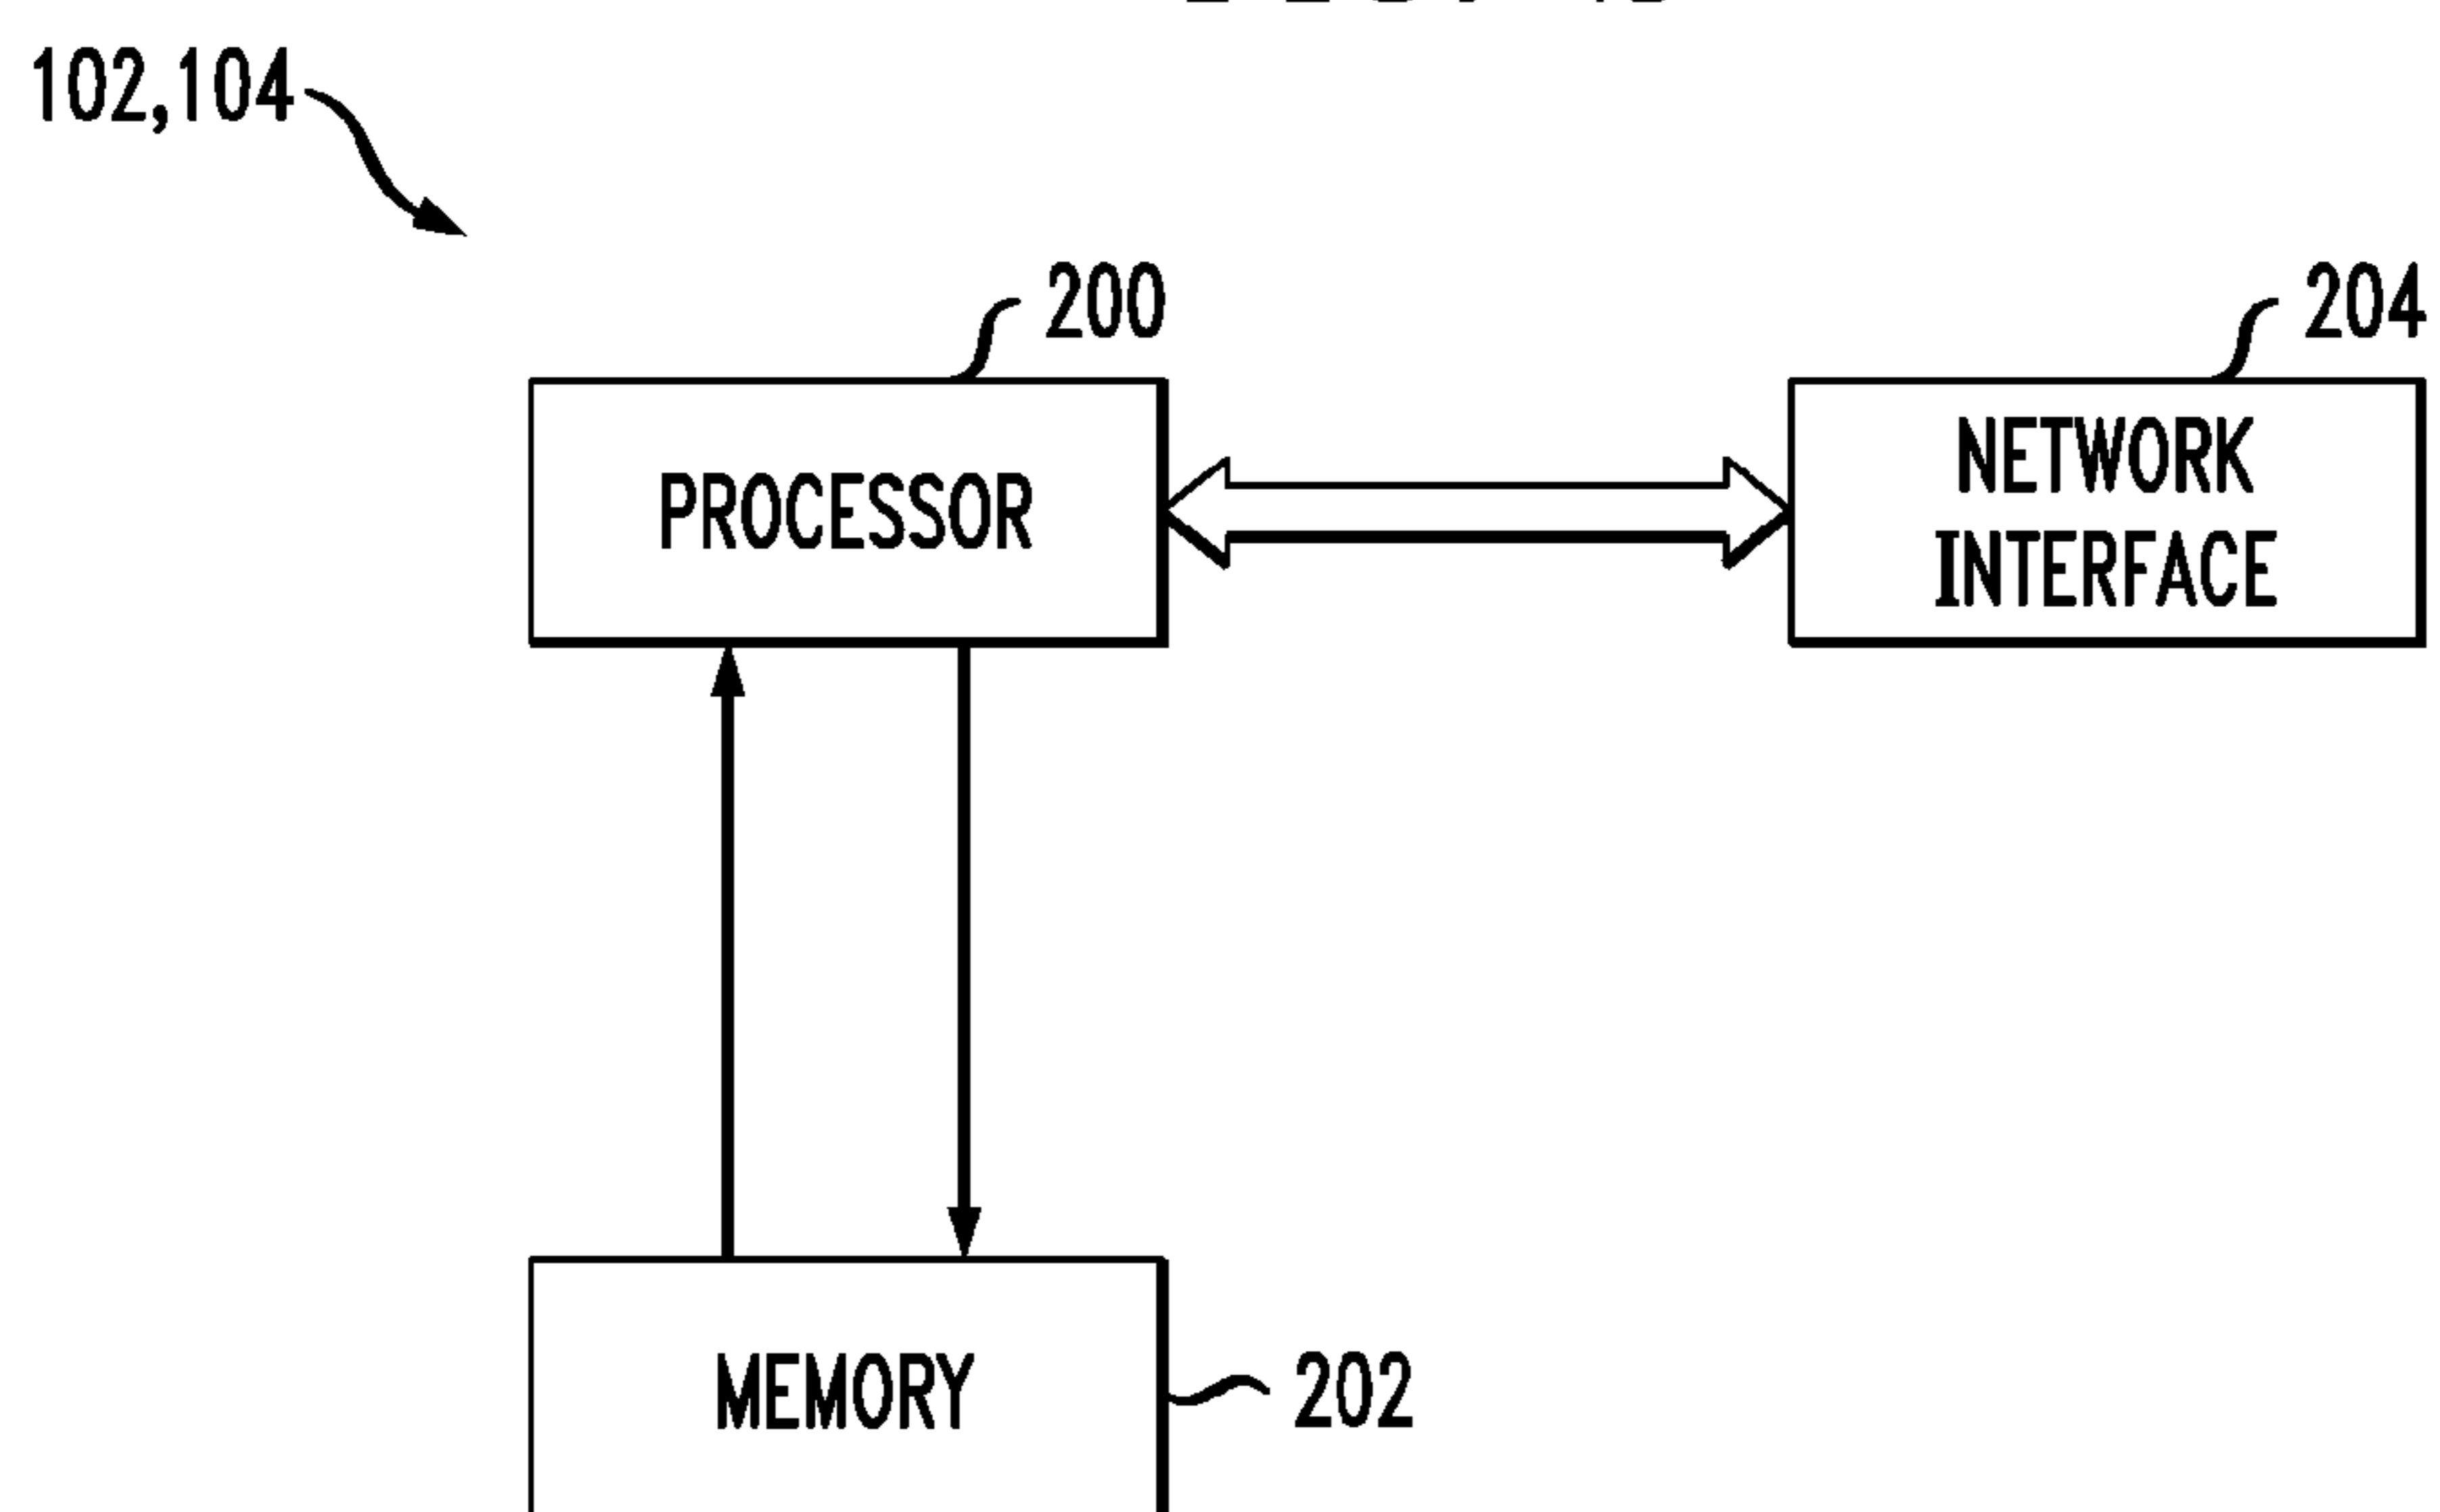 102,104
200
204
PROCESSOR
NETWORK
INTERFACE
MEMORY
202